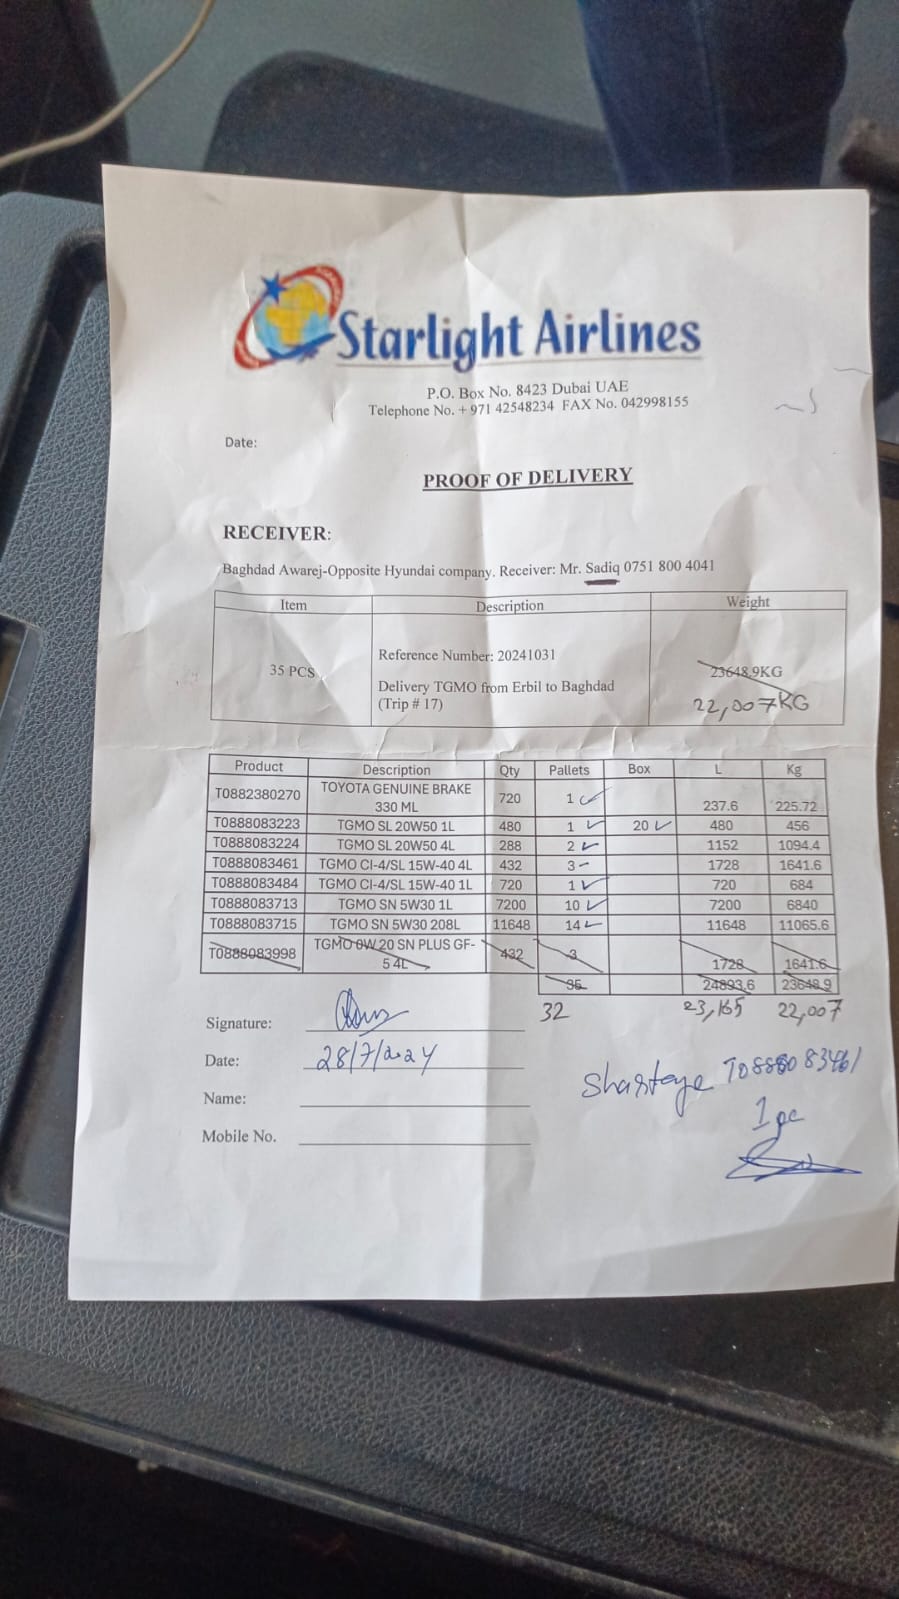 Starlight Airlines
P.O. Box No. 8423 Dubai UAE
Telephone No. + 971 42548234 FAX No. 042998155
Date:
PROOF OF DELIVERY
RECEIVER:
Baghdad Awarej-Opposite Hyundai company. Receiver: Mr. Sadiq 0751 800 4041
Item Description Weight
35 PCS Reference Number: 20241031 23648.9KG
Delivery TGMO from Erbil to Baghdad 22,007KG
(Trip # 17)
Product Description Qty Pallets Box L Kg
T0882380270 TOYOTA GENUINE BRAKE 330 ML 720 1 237.6 225.72
T0888083223 TGMO SL 20W50 1L 480 1 20 480 456
T0888083224 TGMO SL 20W50 4L 288 2 1152 1094.4
T0888083461 TGMO CI-4/SL 15W-40 4L 432 3 1728 1641.6
T0888083484 TGMO CI-4/SL 15W-40 1L 720 1 720 684
T0888083713 TGMO SN 5W30 1L 7200 10 7200 6840
T0888083715 TGMO SN 5W30 208L 11648 14 11648 11065.6
T0888083998 TGMO 0W 20 SN PLUS GF-5 4L 432 3 1728 1641.6
35 24893,6 23648.9
32 23,165 22,007
Signature:
Date: 28/7/2024
Name:
Mobile No.
T0888083461
1 pc